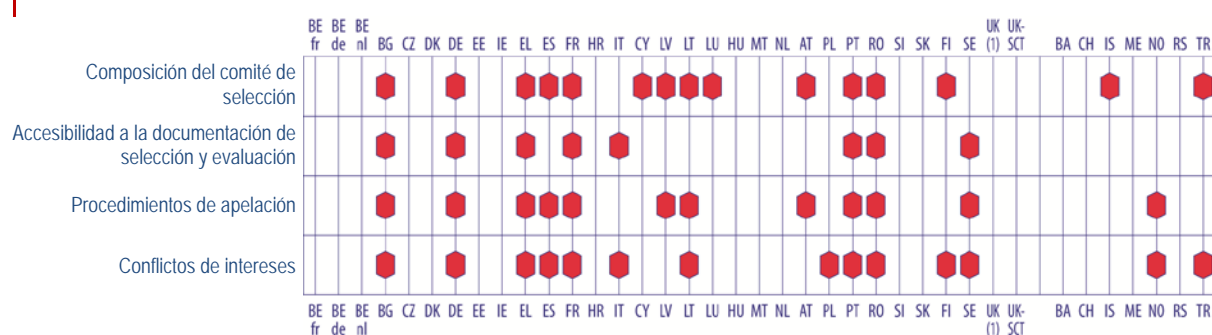 BE BE BE UK UK-
fr de nl BG CZ DK DE EE IE EL ES FR HR IT CY LV LT LU HU MT NL AT PL PT RO SI SK FI SE (1) SCT BA CH IS ME NO RS TR
Composición del comité de
selección
Accesibilidad a la documentación de
selección y evaluación
Procedimientos de apelación
Conflictos de intereses
BE BE BE BG CZ DK DE EE IE EL ES FR HR IT CY LV LT LU HU MT NL AT PL PT RO SI SK FI SE UK UK- BA CH IS ME NO RS TR
fr de nl (1) SCT